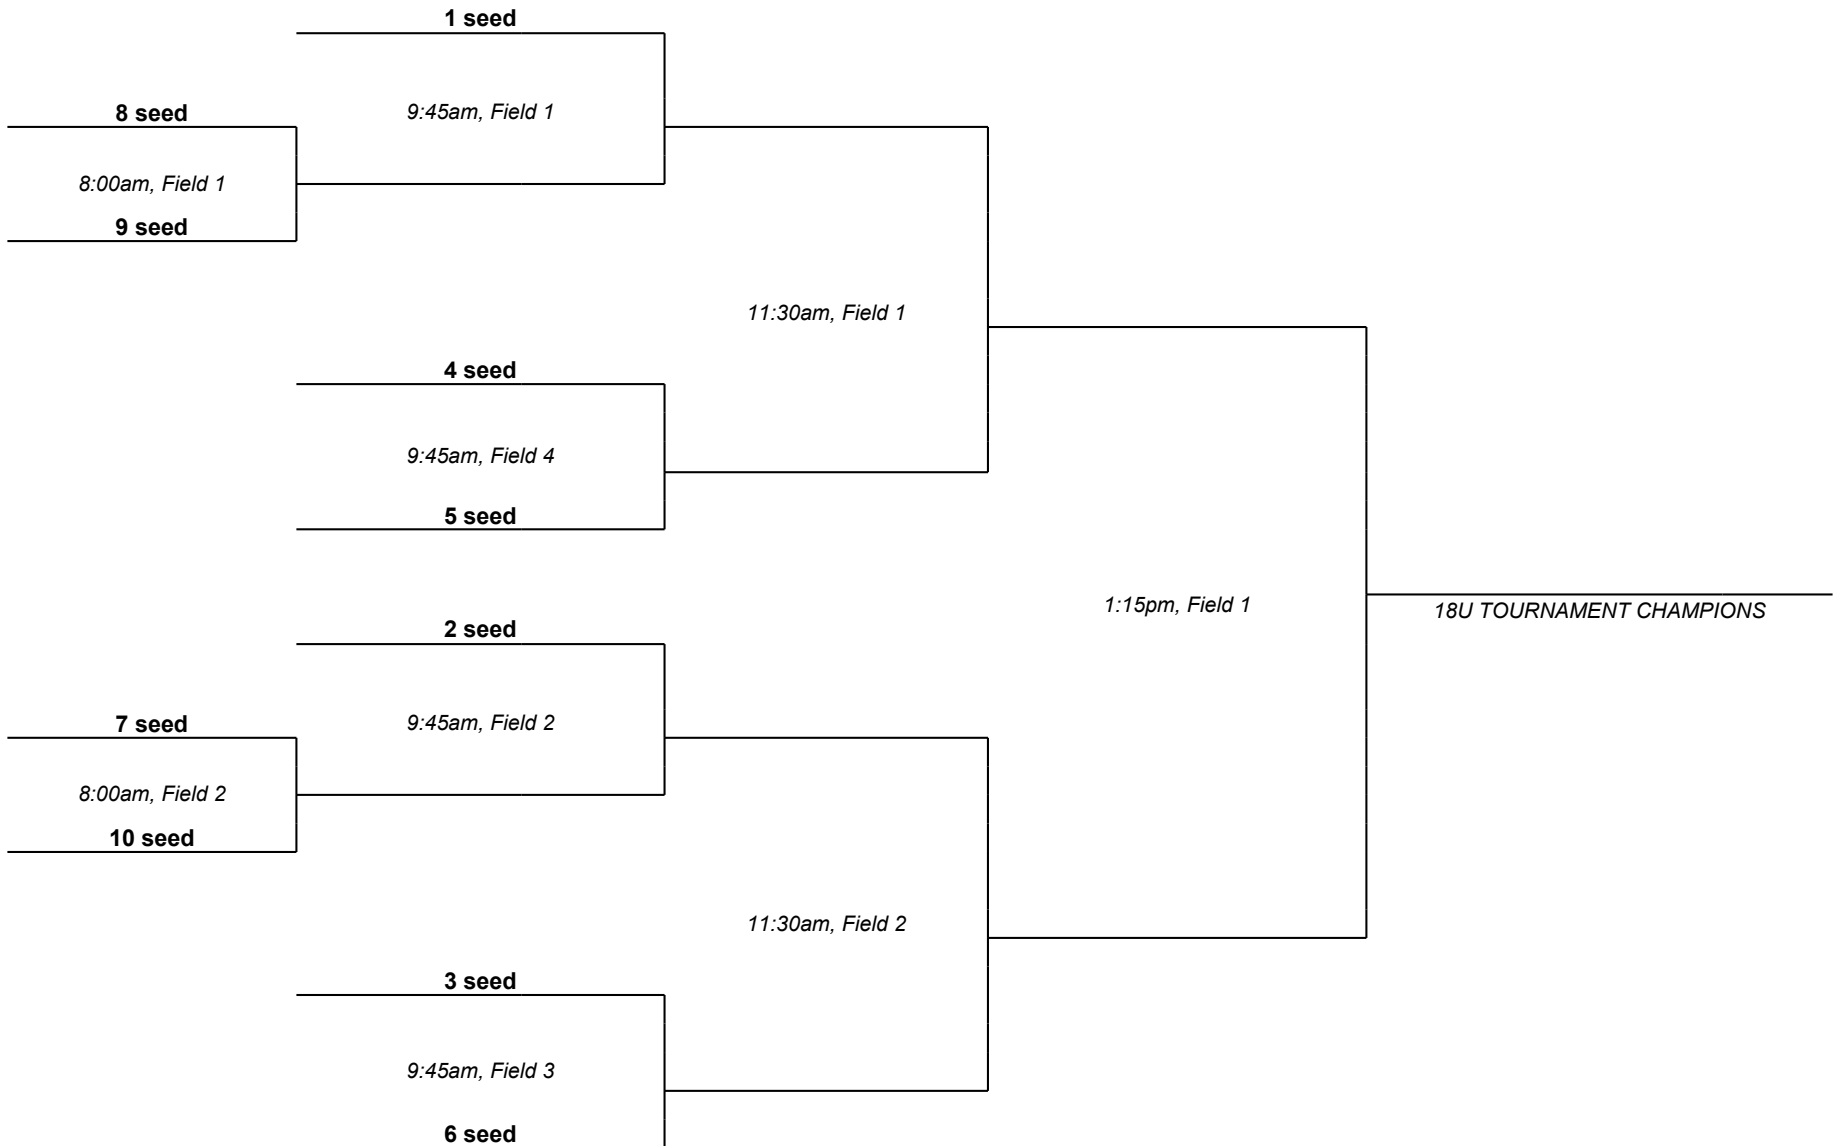 1 seed
8 seed
9:45am, Field 1
8:00am, Field 1
9 seed
11:30am, Field 1
4 seed
9:45am, Field 4
5 seed
1:15pm, Field 1
18U TOURNAMENT CHAMPIONS
2 seed
7 seed
9:45am, Field 2
8:00am, Field 2
10 seed
11:30am, Field 2
3 seed
9:45am, Field 3
6 seed